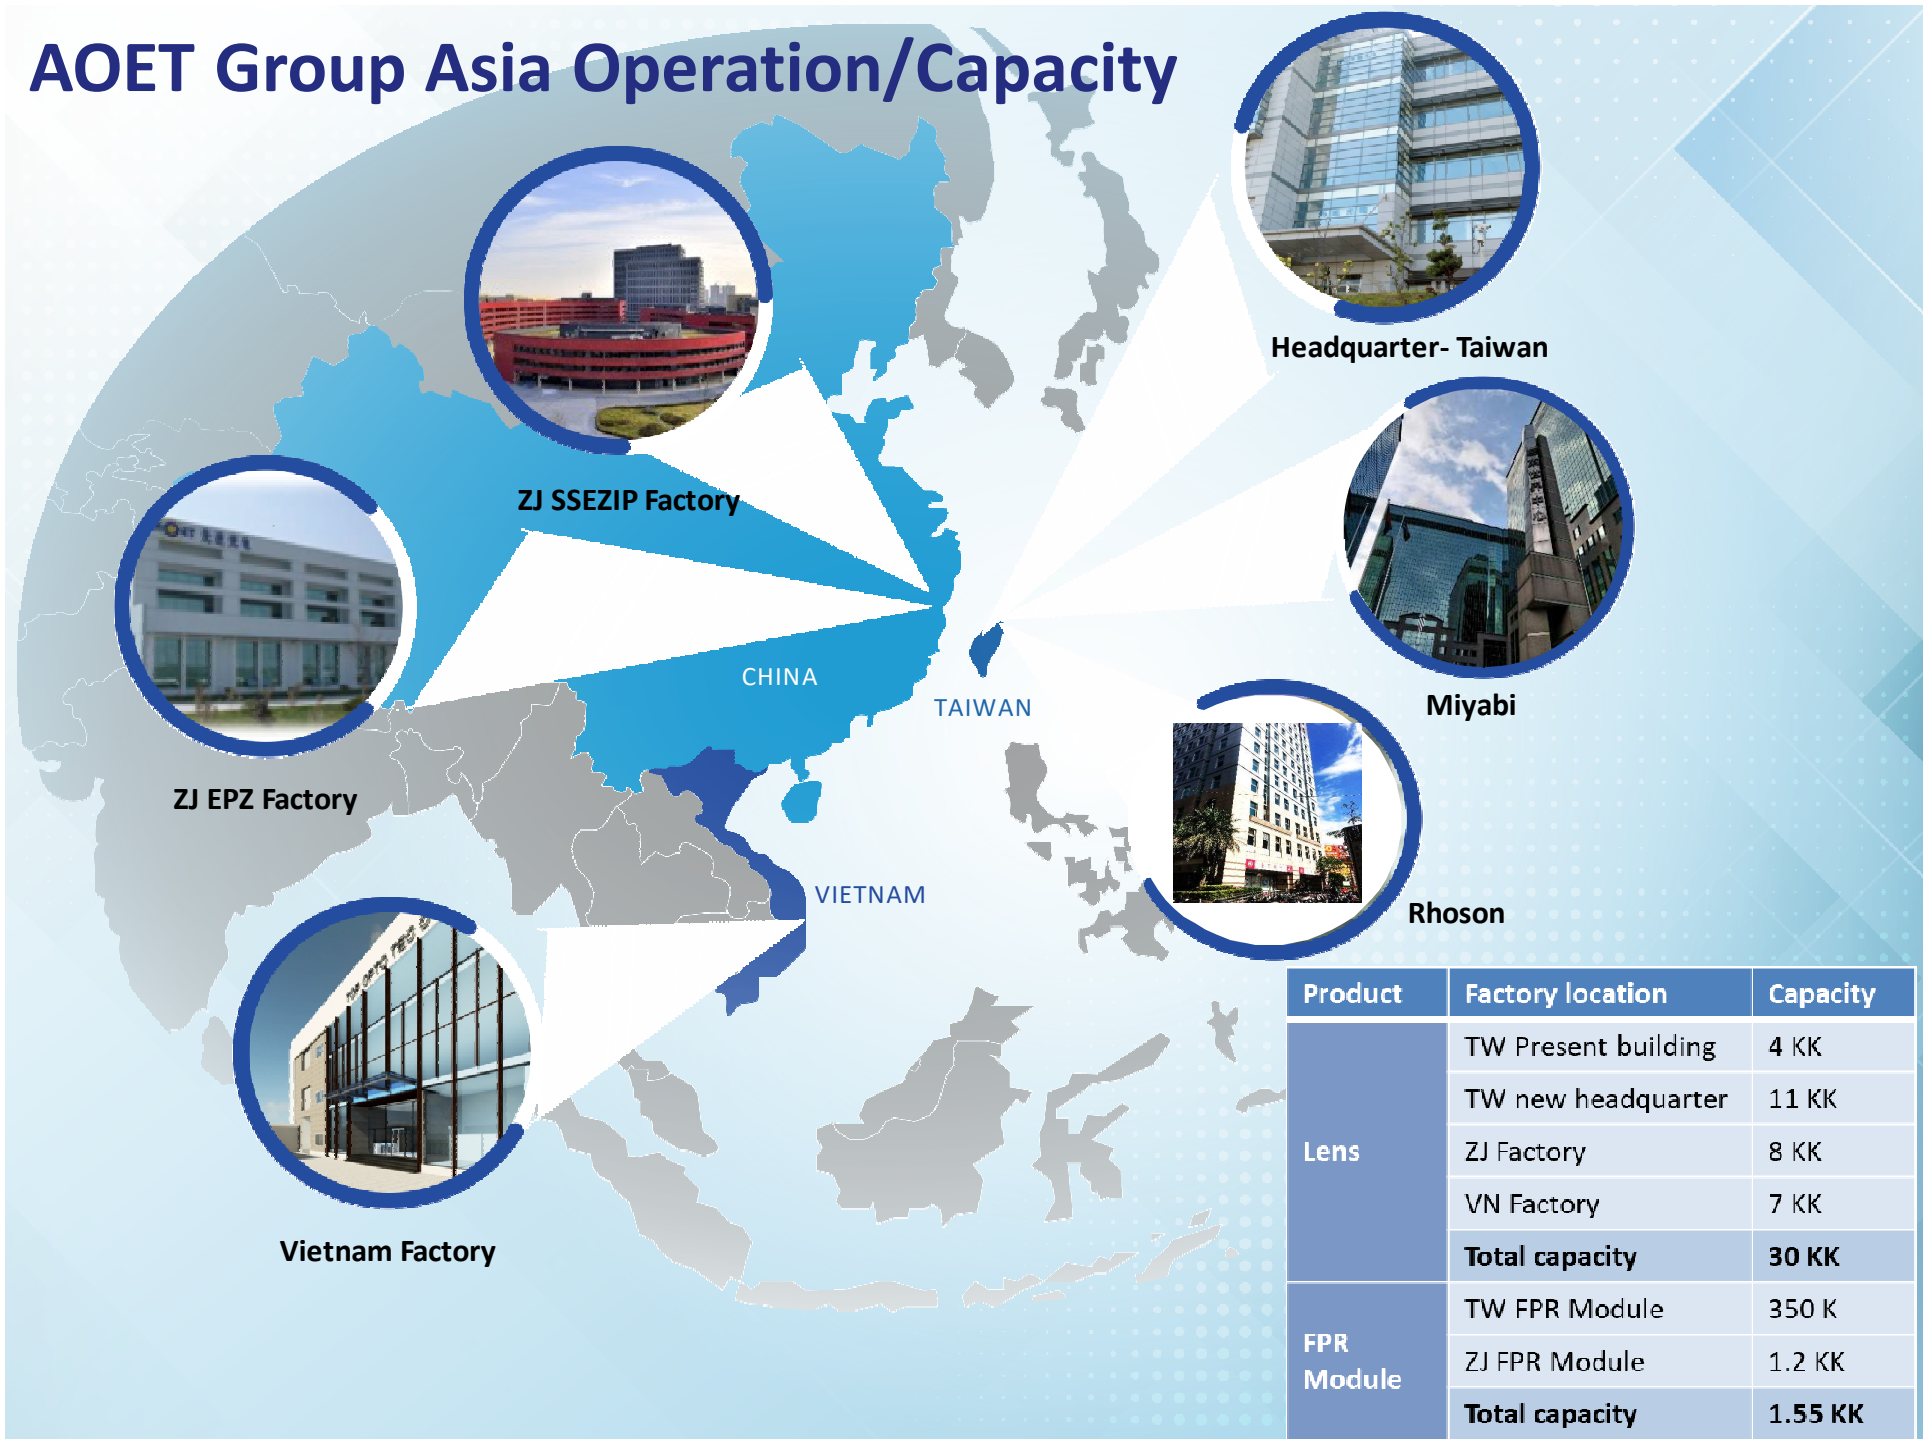 AOET Group Asia Operation/Capacity
Headquarter- Taiwan
ZJ SSEZIP Factory
Miyabi
CHINA
TAIWAN
ZJ EPZ Factory
VIETNAM
Rhoson
Vietnam Factory
Product Factory location Capacity
Lens
TW Present building 4 KK
TW new headquarter 11 KK
ZJ Factory 8 KK
VN Factory 7 KK
Total capacity 30 KK
FPR
Module
TW FPR Module 350 K
ZJ FPR Module 1.2 KK
Total capacity 1.55 KK